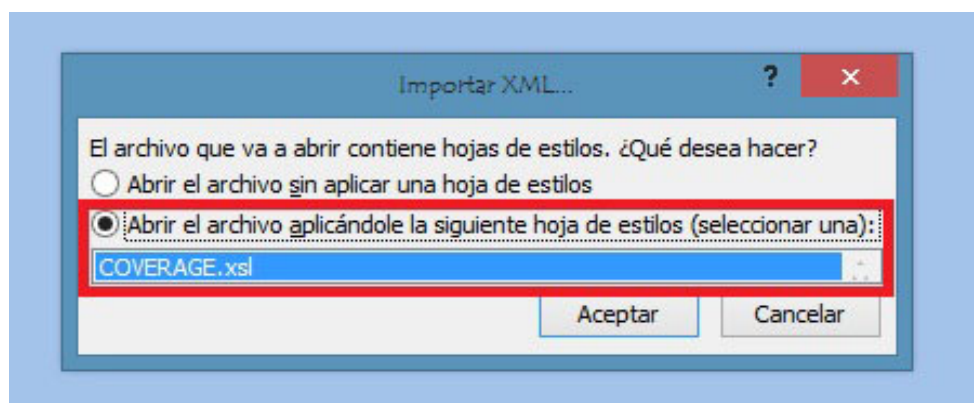 Importar XML...
?
El archivo que va a abrir contiene hojas de estilos. ¿Qué desea hacer?
Abrir el archivo sin aplicar una hoja de estilos
Abrir el archivo aplicándole la siguiente hoja de estilos (seleccionar una):
COVERAGE.xsl
Aceptar Cancelar